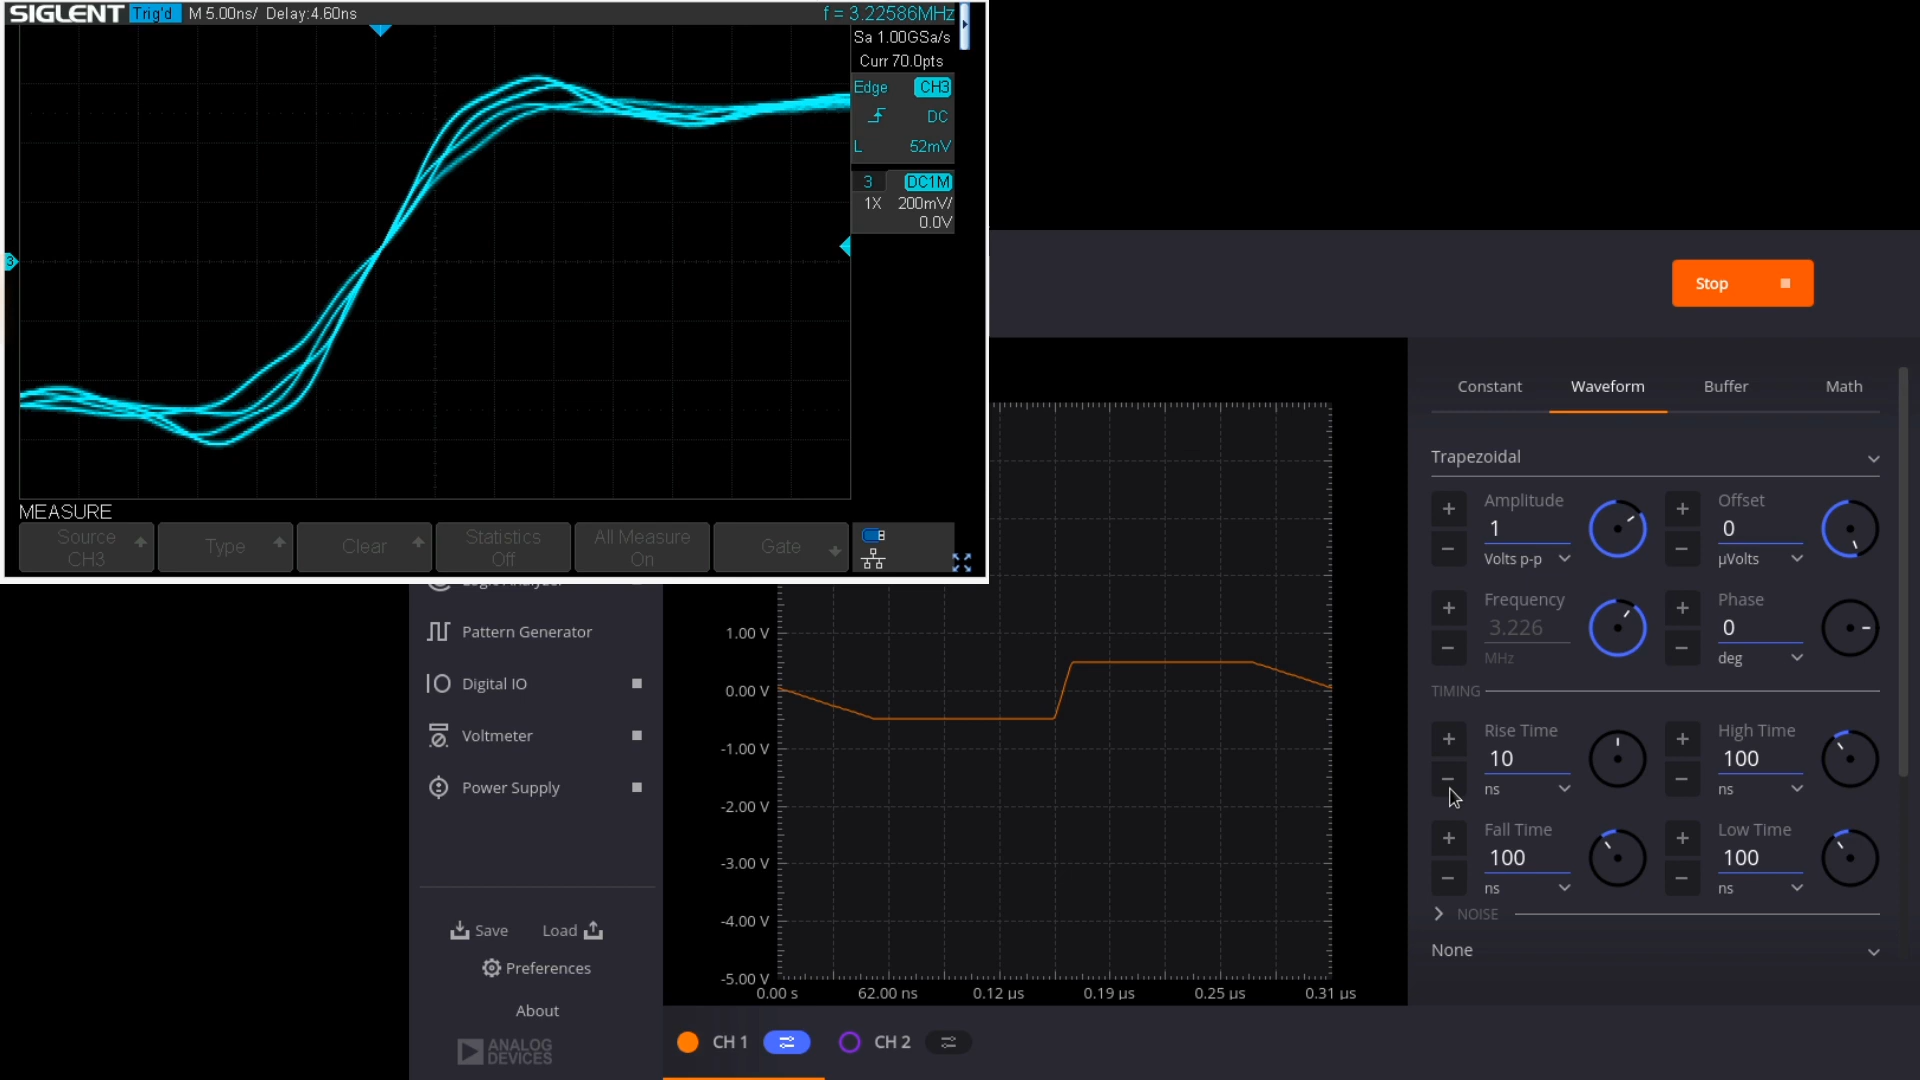 SIGLENT Trig'd M 5.00ns/ Delay:4.60ns f = 3.22586MHz
Sa 1.00GSa/s
Curr 70.0pts
Edge CH3
DC
L 52mV
3 DC1M
1X 200mV/
0.0V
3
MEASURE
Source CH3
Type
Clear
Statistics Off
All Measure On
Gate
Stop
Constant Waveform Buffer Math
Trapezoidal
Amplitude
1
Volts p-p
Offset
0
µVolts
Frequency
3.226
MHz
Phase
0
deg
TIMING
Rise Time
10
ns
High Time
100
ns
Fall Time
100
ns
Low Time
100
ns
NOISE
None
Pattern Generator
Digital IO
Voltmeter
Power Supply
Save Load
Preferences
About
ANALOG
DEVICES
1.00 V
0.00 V
-1.00 V
-2.00 V
-3.00 V
-4.00 V
-5.00 V
0.00 s 62.00 ns 0.12 µs 0.19 µs 0.25 µs 0.31 µs
CH 1 CH 2